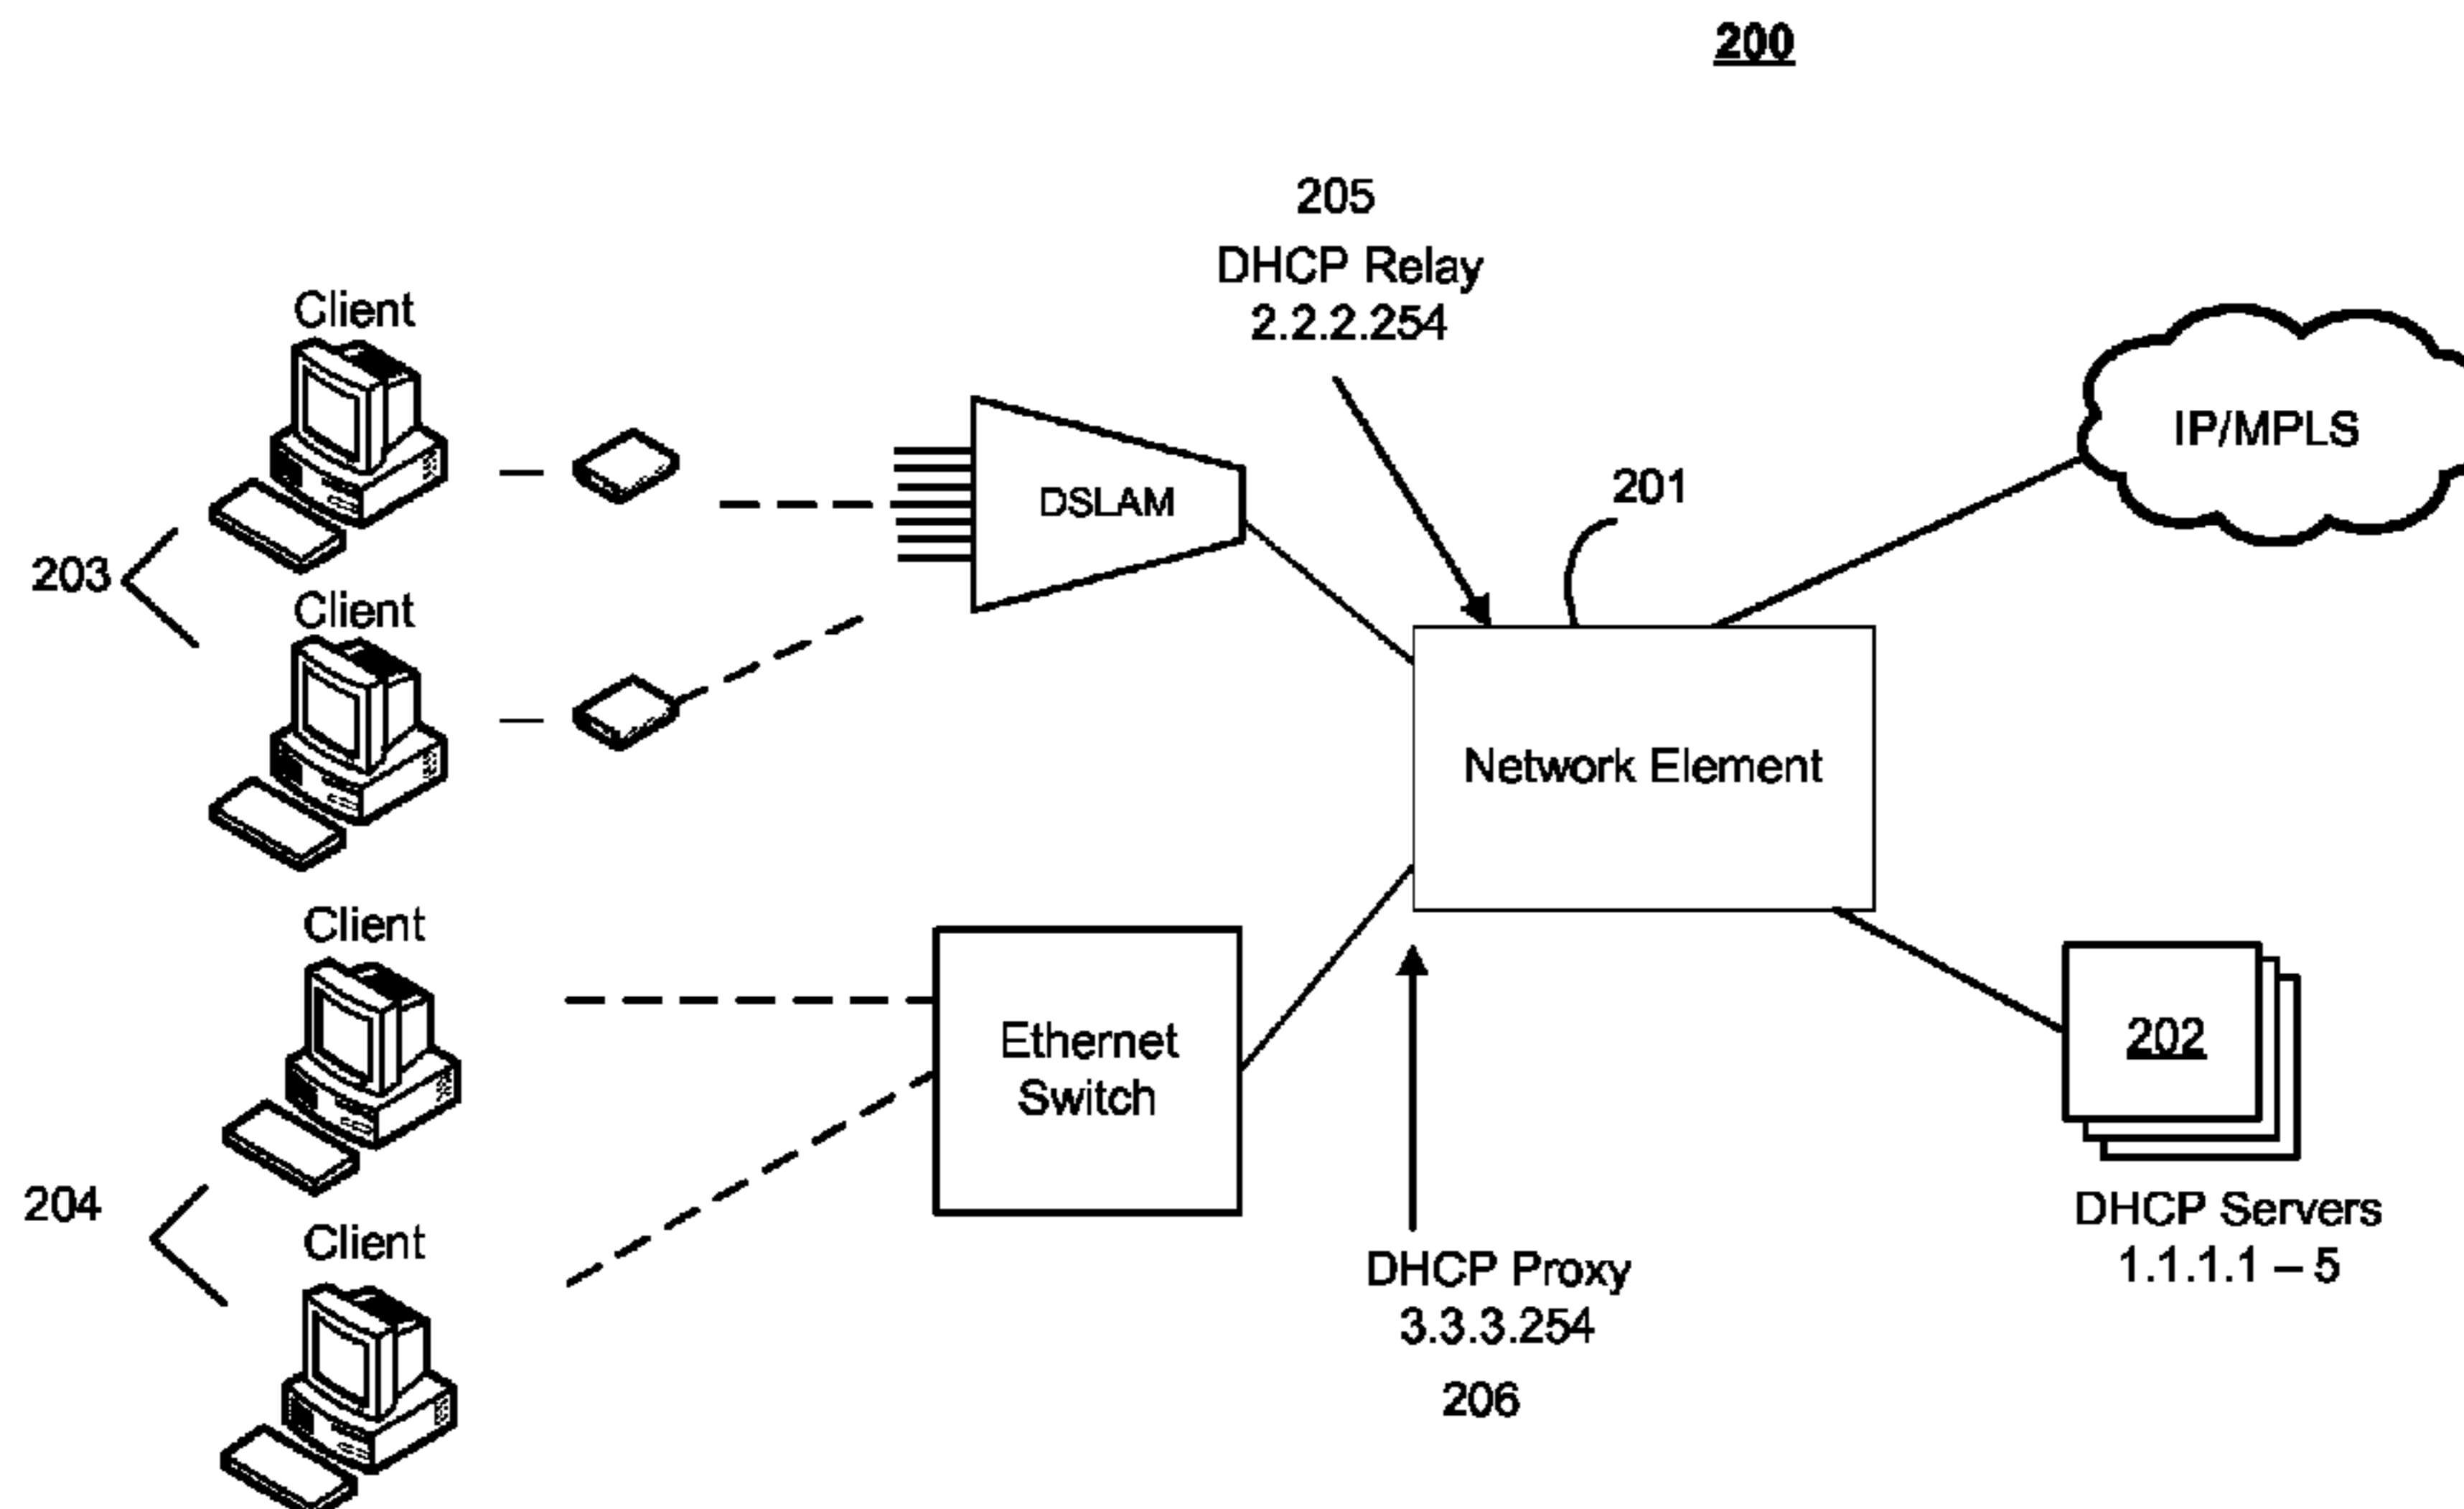 200
205
DHCP Relay
2.2.2.254
Client
IP/MPLS
DSLAM
201
203
Client
Network Element
Client
Ethernet
Switch
202
204
Client
DHCP Servers
1.1.1.1 – 5
DHCP Proxy
3.3.3.254
206